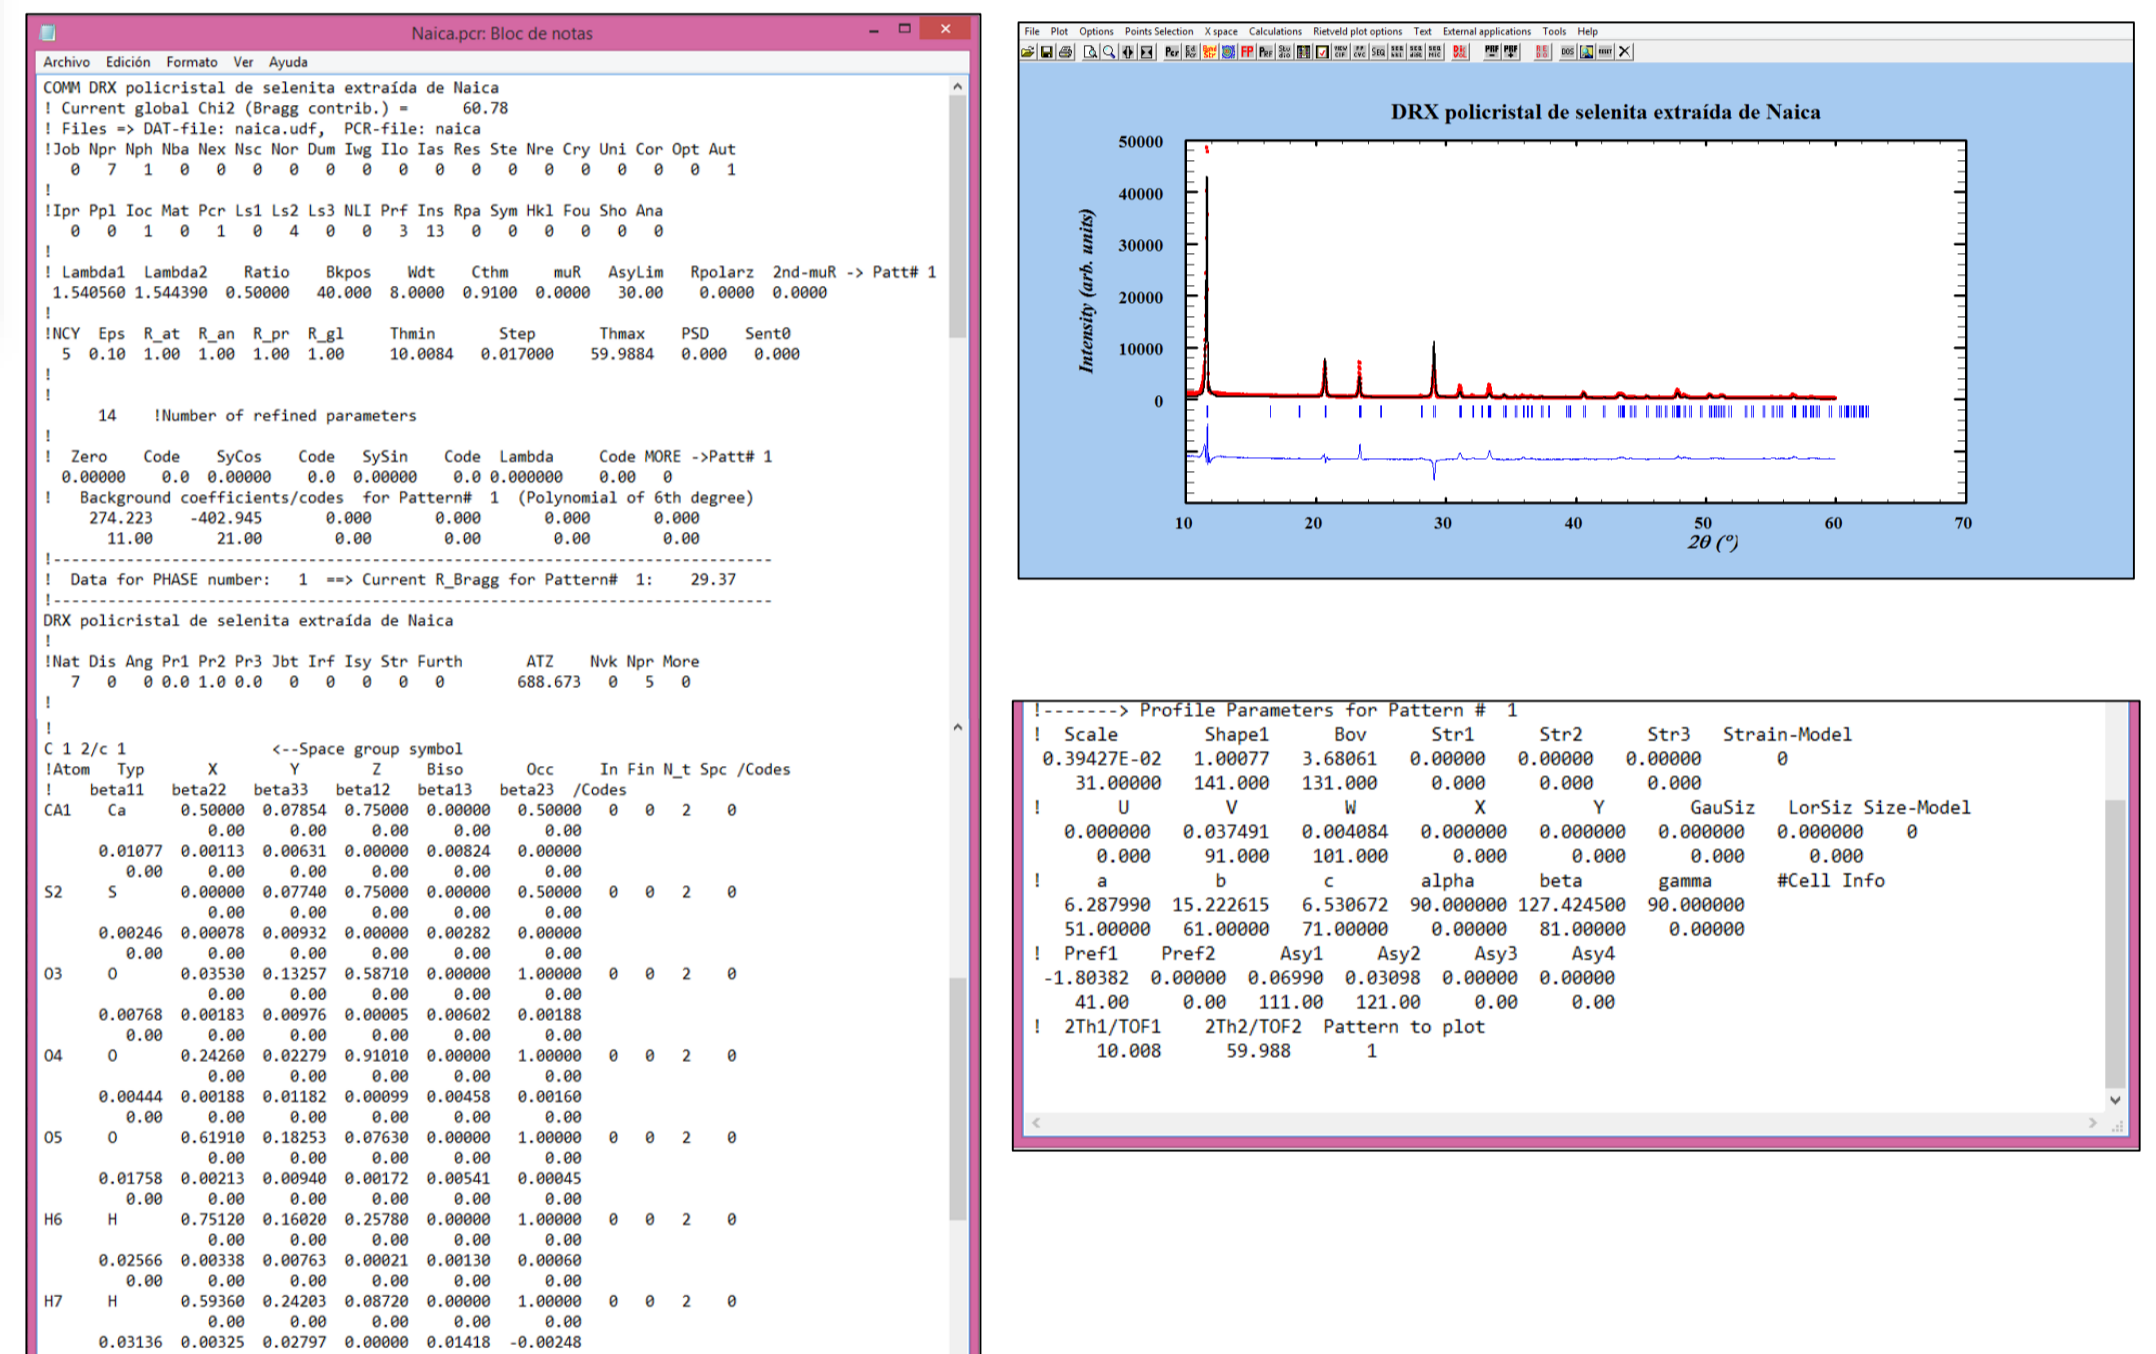 Naica.pcr: Bloc de notas
Archivo Edición Formato Ver Ayuda
COMM DRX policristal de selenita extraída de Naica
! Current global Chi2 (Bragg contrib.) = 60.78
! Files => DAT-file: naica.udf, PCR-file: naica
!Job Npr Nph Nba Nex Nsc Nor Dum Iwg Ilo Ias Res Ste Nre Cry Uni Cor Opt Aut
0 7 1 0 0 0 0 0 0 0 0 0 0 0 0 0 0 0 1
!
!Ipr Ppl Ioc Mat Pcr Ls1 Ls2 Ls3 NLI Prf Ins Rpa Sym Hkl Fou Sho Ana
0 0 1 0 1 0 4 0 0 3 13 0 0 0 0 0 0
!
! Lambda1 Lambda2 Ratio Bkpos Wdt Cthm muR AsyLim Rpolarz 2nd-muR -> Patt# 1
1.540560 1.544390 0.50000 40.000 8.0000 0.9100 0.0000 30.00 0.0000 0.0000
!
!NCY Eps R_at R_an R_pr R_gl Thmin Step Thmax PSD Sent0
5 0.10 1.00 1.00 1.00 1.00 10.0084 0.017000 59.9884 0.000 0.000
!
!
14 !Number of refined parameters
!
! Zero Code SyCos Code SySin Code Lambda Code MORE ->Patt# 1
0.00000 0.0 0.00000 0.0 0.00000 0.0 0.000000 0.00 0
! Background coefficients/codes for Pattern# 1 (Polynomial of 6th degree)
274.223 -402.945 0.000 0.000 0.000 0.000
11.00 21.00 0.00 0.00 0.00 0.00
!-------------------------------------------------------------------------------
! Data for PHASE number: 1 ==> Current R_Bragg for Pattern# 1: 29.37
!-------------------------------------------------------------------------------
DRX policristal de selenita extraída de Naica
!
!Nat Dis Ang Pr1 Pr2 Pr3 Jbt Irf Isy Str Furth ATZ Nvk Npr More
7 0 0 0.0 1.0 0.0 0 0 0 0 0 688.673 0 5 0
!
!
C 1 2/c 1 <--Space group symbol
!Atom Typ X Y Z Biso Occ In Fin N_t Spc /Codes
! beta11 beta22 beta33 beta12 beta13 beta23 /Codes
CA1 Ca 0.50000 0.07854 0.75000 0.00000 0.50000 0 0 2 0
0.00 0.00 0.00 0.00 0.00
0.01077 0.00113 0.00631 0.00000 0.00824 0.00000
0.00 0.00 0.00 0.00 0.00 0.00
S2 S 0.00000 0.07740 0.75000 0.00000 0.50000 0 0 2 0
0.00 0.00 0.00 0.00 0.00
0.00246 0.00078 0.00932 0.00000 0.00282 0.00000
0.00 0.00 0.00 0.00 0.00 0.00
O3 O 0.03530 0.13257 0.58710 0.00000 1.00000 0 0 2 0
0.00 0.00 0.00 0.00 0.00
0.00768 0.00183 0.00976 0.00005 0.00602 0.00188
0.00 0.00 0.00 0.00 0.00 0.00
O4 O 0.24260 0.02279 0.91010 0.00000 1.00000 0 0 2 0
0.00 0.00 0.00 0.00 0.00
0.00444 0.00188 0.01182 0.00099 0.00458 0.00160
0.00 0.00 0.00 0.00 0.00 0.00
O5 O 0.61910 0.18253 0.07630 0.00000 1.00000 0 0 2 0
0.00 0.00 0.00 0.00 0.00
0.01758 0.00213 0.00940 0.00172 0.00541 0.00045
0.00 0.00 0.00 0.00 0.00 0.00
H6 H 0.75120 0.16020 0.25780 0.00000 1.00000 0 0 2 0
0.00 0.00 0.00 0.00 0.00
0.02566 0.00338 0.00763 0.00021 0.00130 0.00060
0.00 0.00 0.00 0.00 0.00 0.00
H7 H 0.59360 0.24203 0.08720 0.00000 1.00000 0 0 2 0
0.00 0.00 0.00 0.00 0.00
0.03136 0.00325 0.02797 0.00000 0.01418 -0.00248
File Plot Options Points Selection X space Calculations Rietveld plot options Text External applications Tools Help
DRX policristal de selenita extraída de Naica
Intensity (arb. units)
50000
40000
30000
20000
10000
0
10 20 30 40 50 60 70
2θ (°)
!-------> Profile Parameters for Pattern # 1
! Scale Shape1 Bov Str1 Str2 Str3 Strain-Model
0.39427E-02 1.00077 3.68061 0.00000 0.00000 0.00000 0
31.00000 141.000 131.000 0.000 0.000 0.000
! U V W X Y GauSiz LorSiz Size-Model
0.000000 0.037491 0.004084 0.000000 0.000000 0.000000 0.000000 0
0.000 91.000 101.000 0.000 0.000 0.000 0.000
! a b c alpha beta gamma #Cell Info
6.287990 15.222615 6.530672 90.000000 127.424500 90.000000
51.00000 61.00000 71.00000 0.00000 81.00000 0.00000
! Pref1 Pref2 Asy1 Asy2 Asy3 Asy4
-1.80382 0.00000 0.06990 0.03098 0.00000 0.00000
41.00 0.00 111.00 121.00 0.00 0.00
! 2Th1/TOF1 2Th2/TOF2 Pattern to plot
10.008 59.988 1